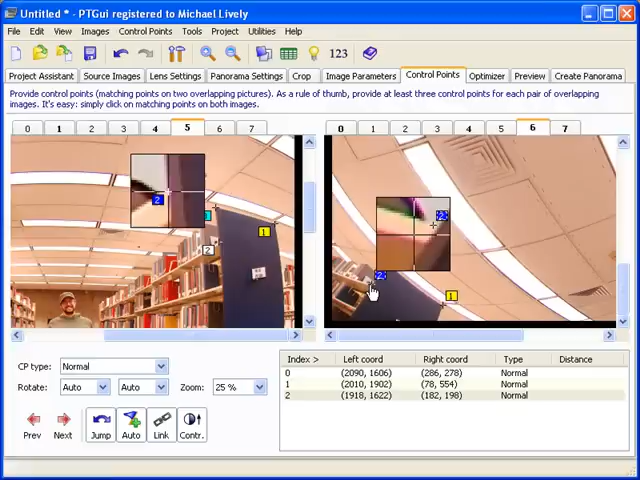 Untitled * - PTGui registered to Michael Lively
File Edit View Images Control Points Tools Project Utilities Help
123
Project Assistant Source Images Lens Settings Panorama Settings Crop Image Parameters Control Points Optimizer Preview Create Panorama
Provide control points (matching points on two overlapping pictures). As a rule of thumb, provide at least three control points for each pair of overlapping
images. It's easy: simply click on matching points on both images.
0 1 2 3 4 5 6 7 0 1 2 3 4 5 6 7
2 2
1
2 2
1
CP type: Normal
Rotate: Auto Auto Zoom: 25 %
Prev Next Jump Auto Link Contr.
Index > Left coord Right coord Type Distance
0 (2090, 1606) (286, 278) Normal
1 (2010, 1902) (78, 554) Normal
2 (1918, 1622) (182, 198) Normal